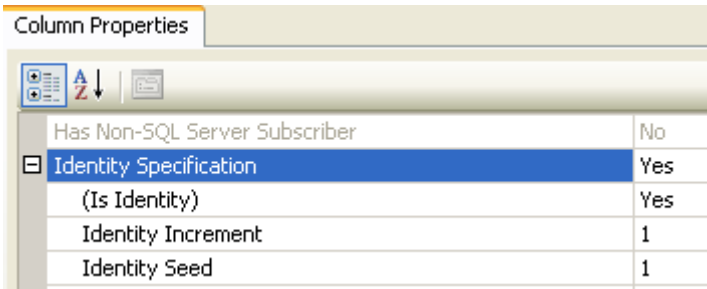 Column Properties
A
Z
Has Non-SQL Server Subscriber No
Identity Specification Yes
(Is Identity) Yes
Identity Increment 1
Identity Seed 1